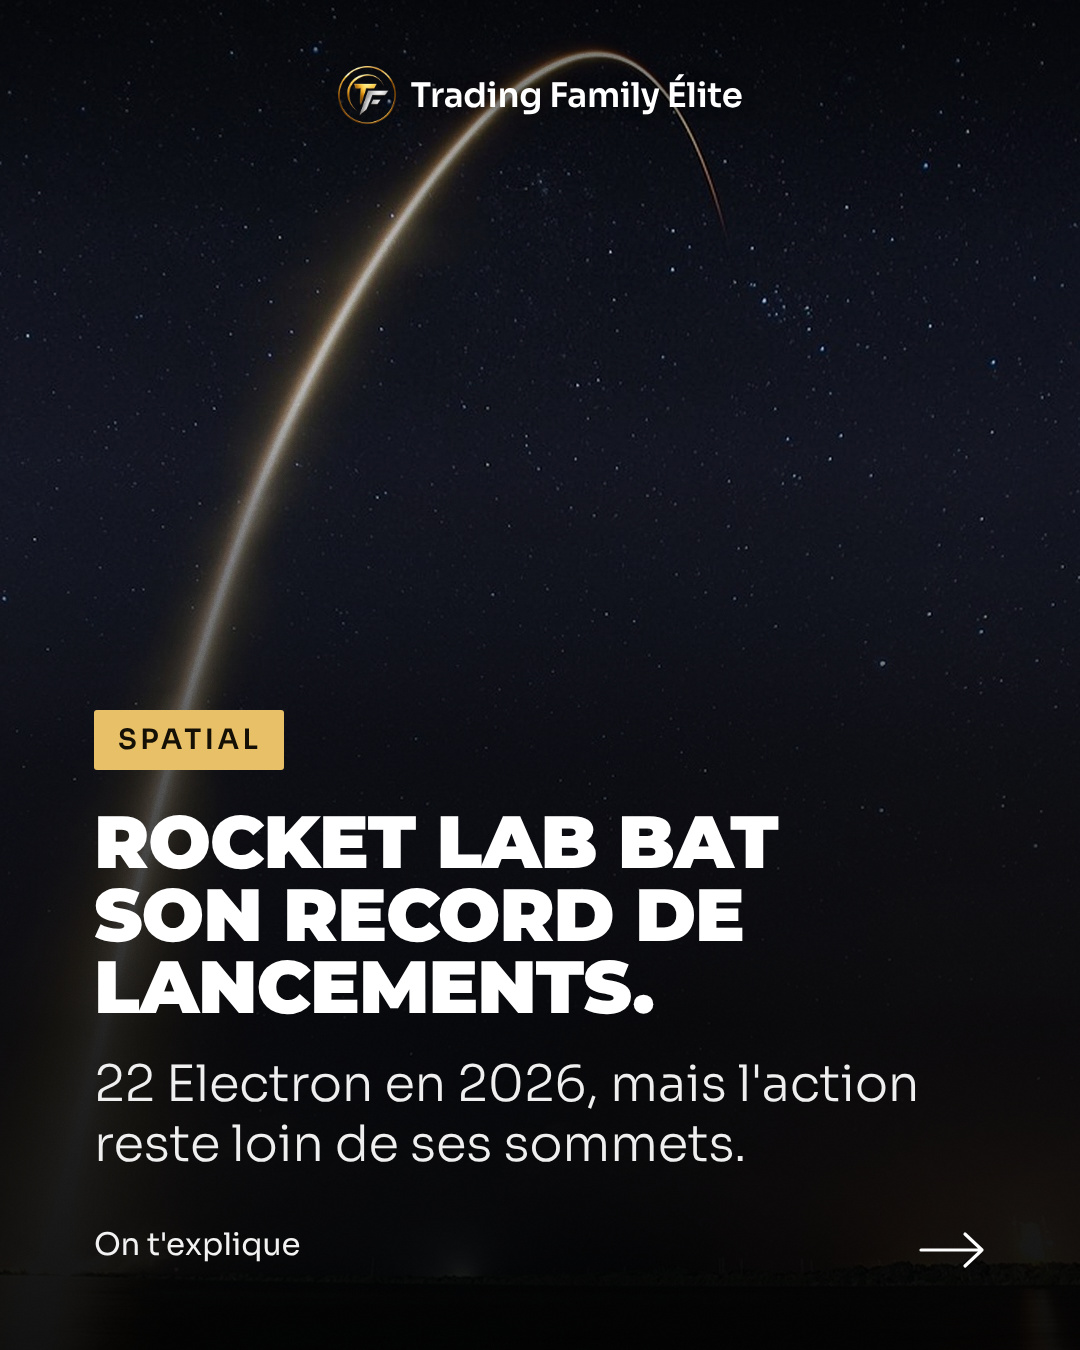 Trading Family Élite
SPATIAL
ROCKET LAB BAT
SON RECORD DE
LANCEMENTS.
22 Electron en 2026, mais l'action
reste loin de ses sommets.
On t'explique